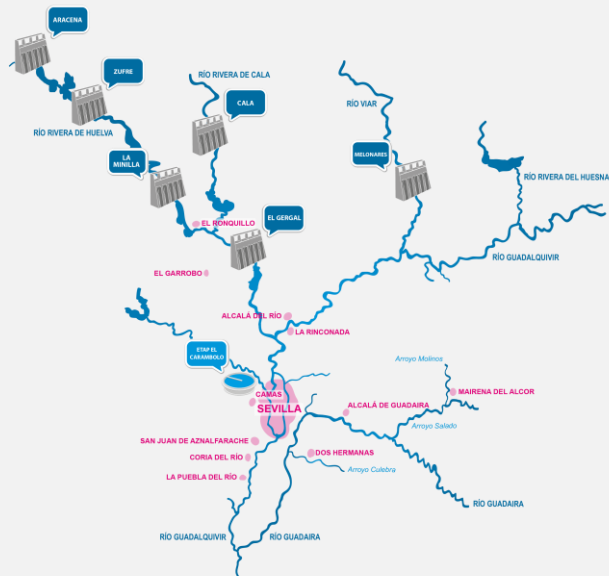 ARACENA
ZUFRE
RÍO RIVERA DE CALA
CALA
RÍO VIAR
RÍO RIVERA DE HUELVA
LA
MINILLA
MELONARES
RÍO RIVERA DEL HUESNA
EL RONQUILLO
EL GERGAL
RÍO GUADALQUIVIR
EL GARROBO
ALCALÁ DEL RÍO
LA RINCONADA
ETAP EL
CARAMBOLO
Arroyo Molinos
CAMAS
MAIRENA DEL ALCOR
SEVILLA
ALCALÁ DE GUADAIRA
Arroyo Salado
SAN JUAN DE AZNALFARACHE
CORIA DEL RÍO
DOS HERMANAS
Arroyo Culebra
LA PUEBLA DEL RÍO
RÍO GUADAIRA
RÍO GUADALQUIVIR
RÍO GUADAIRA